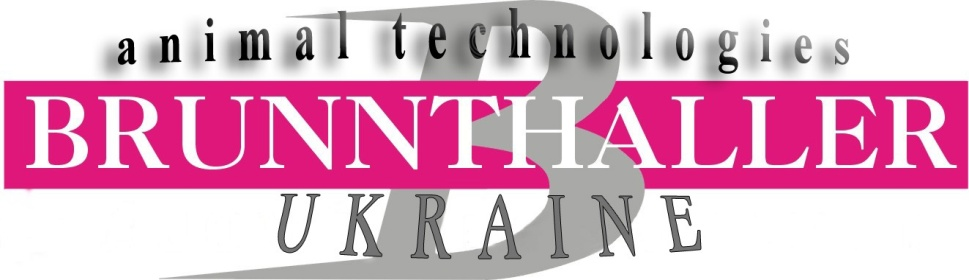 animal technologies
BRUNNTHALLER
UKRAINE